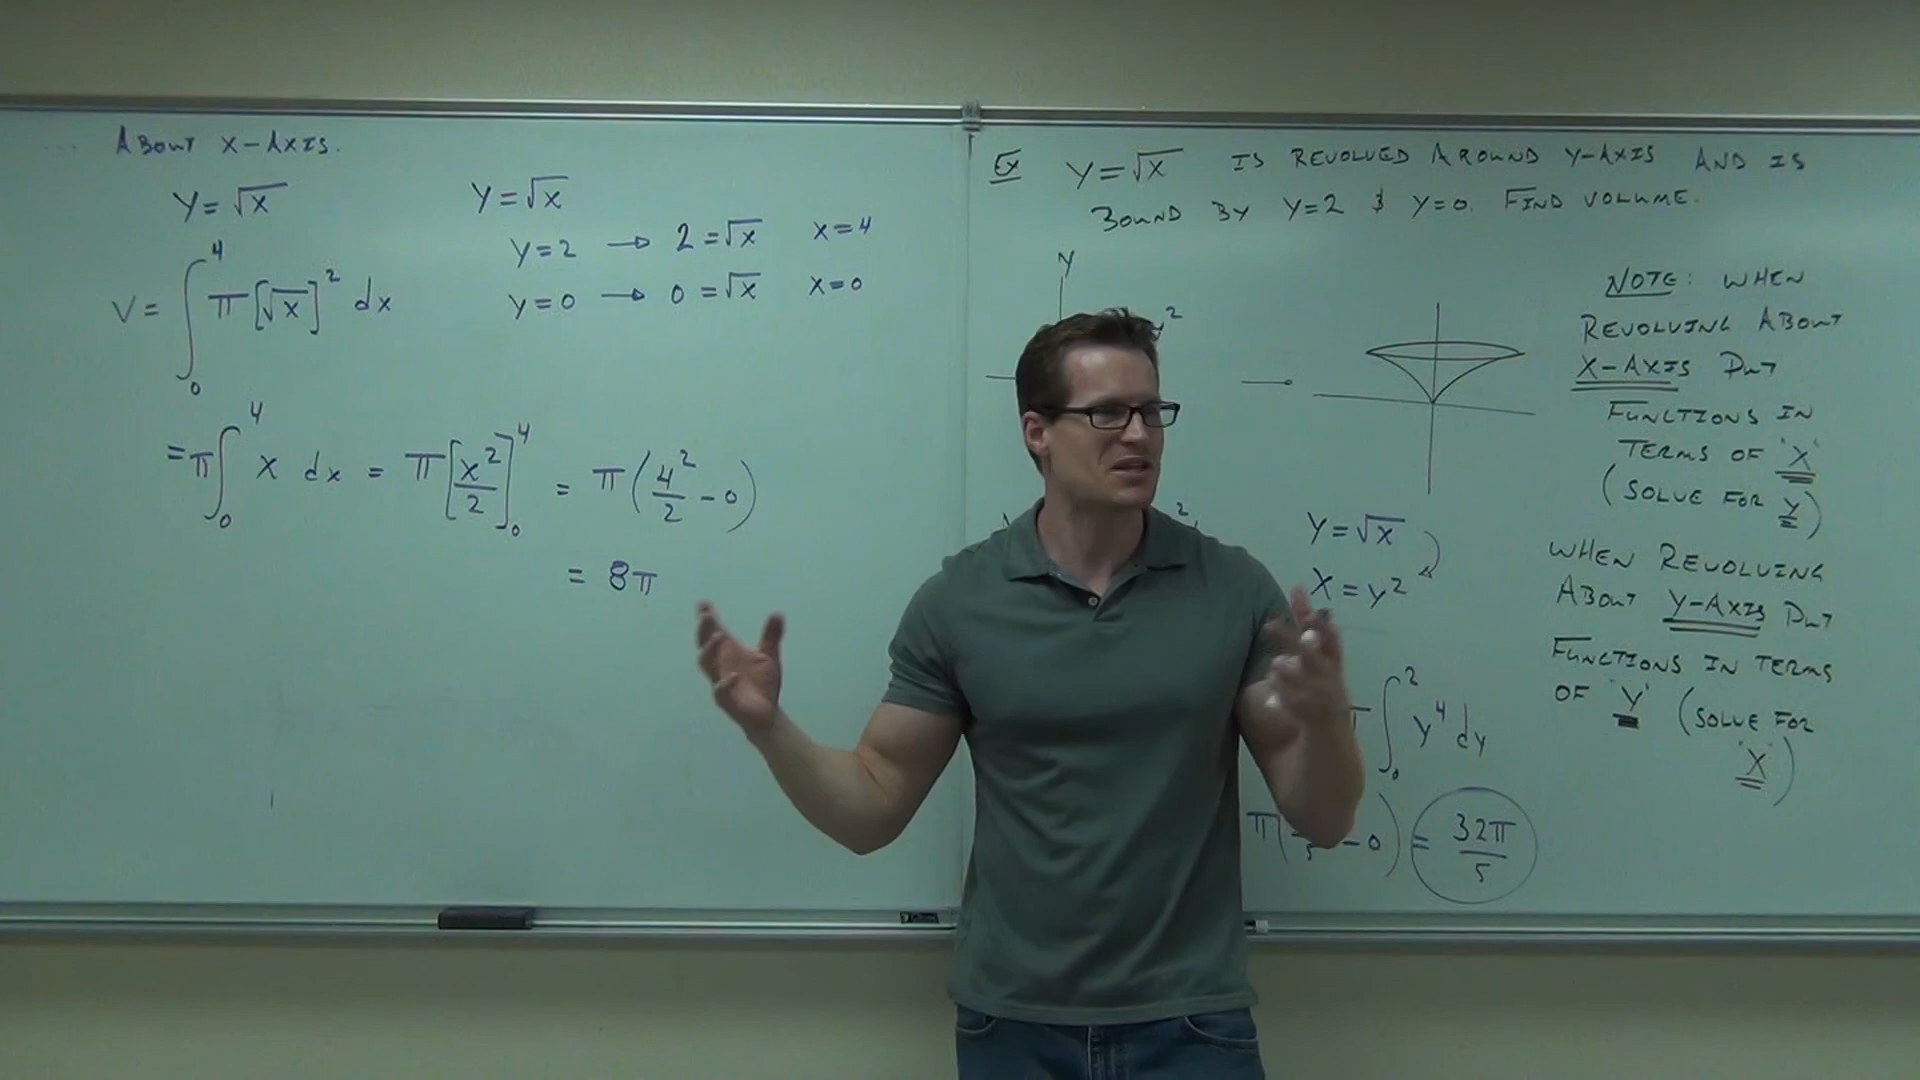 ABOUT X-AXIS.
Y=√X
V = ∫₀⁴ π[√X]² dx
= π∫₀⁴ X dx = π[X²/2]₀⁴ = π(4²/2 - 0)
= 8π
Y=√X
Y=2 → 2=√X X=4
Y=0 → 0=√X X=0
Ex Y=√X IS REVOLVED AROUND Y-AXIS AND IS
BOUND BY Y=2 & Y=0. FIND VOLUME.
Y
y²
Y=√X
X=y²
∫₀² y⁴ dy
π( - 0) = 32π/5
NOTE: WHEN
REVOLVING ABOUT
X-AXIS PUT
FUNCTIONS IN
TERMS OF "X"
(SOLVE FOR Y)
WHEN REVOLVING
ABOUT Y-AXIS PUT
FUNCTIONS IN TERMS
OF "Y" (SOLVE FOR
"X")